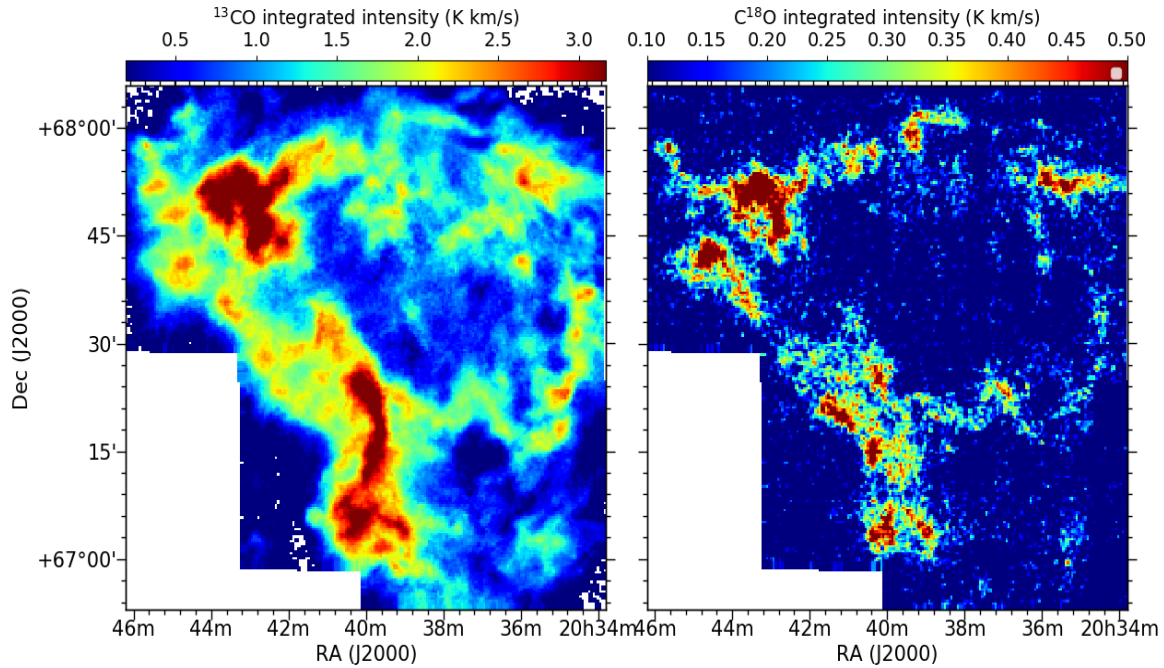 ¹³CO integrated intensity (K km/s)
0.5 1.0 1.5 2.0 2.5 3.0
C¹⁸O integrated intensity (K km/s)
0.10 0.15 0.20 0.25 0.30 0.35 0.40 0.45 0.50
Dec (J2000)
+68°00'
45'
30'
15'
+67°00'
46m 44m 42m 40m 38m 36m 20h34m
RA (J2000)
46m 44m 42m 40m 38m 36m 20h34m
RA (J2000)